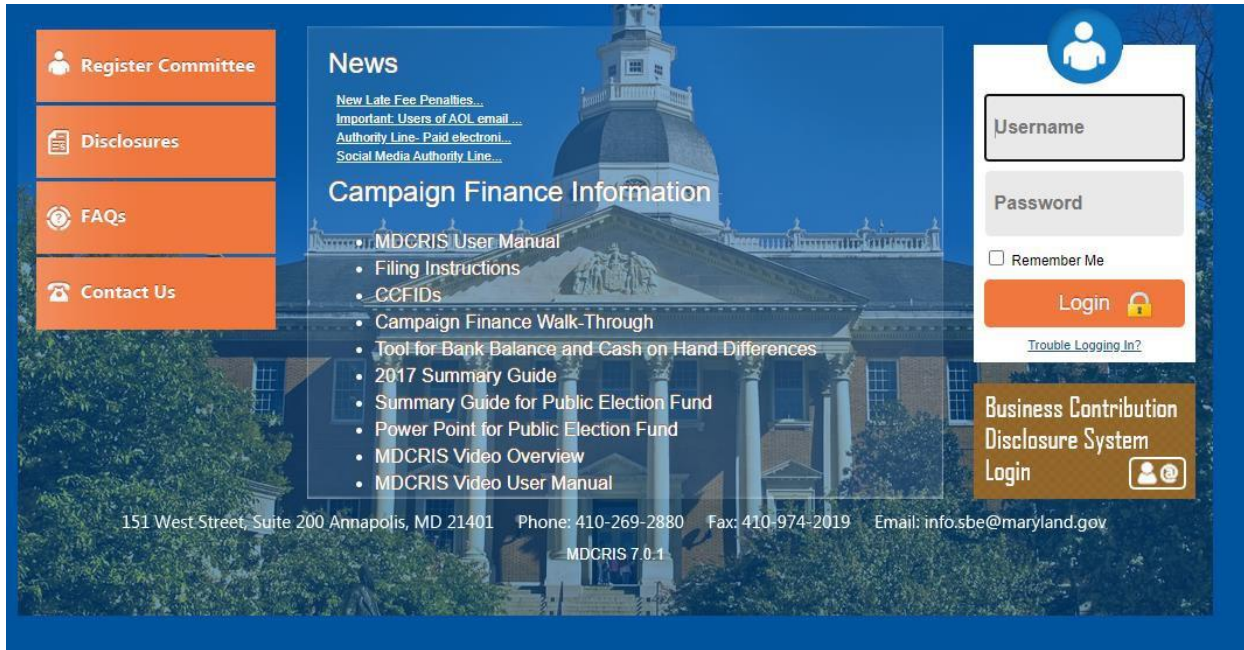 Register Committee
Disclosures
FAQs
Contact Us
News
New Late Fee Penalties...
Important: Users of AOL email ...
Authority Line- Paid electroni...
Social Media Authority Line...
Campaign Finance Information
MDCRIS User Manual
Filing Instructions
CCFIDs
Campaign Finance Walk-Through
Tool for Bank Balance and Cash on Hand Differences
2017 Summary Guide
Summary Guide for Public Election Fund
Power Point for Public Election Fund
MDCRIS Video Overview
MDCRIS Video User Manual
Username
Password
Remember Me
Login
Trouble Logging In?
Business Contribution
Disclosure System
Login
151 West Street, Suite 200 Annapolis, MD 21401 Phone: 410-269-2880 Fax: 410-974-2019 Email: info.sbe@maryland.gov
MDCRIS 7.0.1